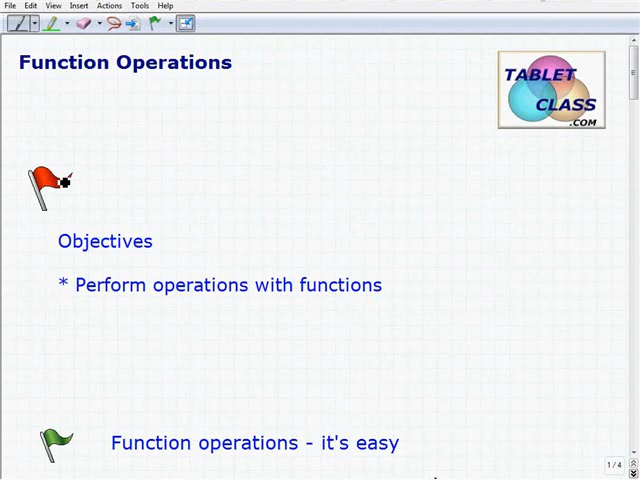 File Edit View Insert Actions Tools Help
Function Operations
TABLET
CLASS
.COM
Objectives
* Perform operations with functions
Function operations - it's easy
1 / 4